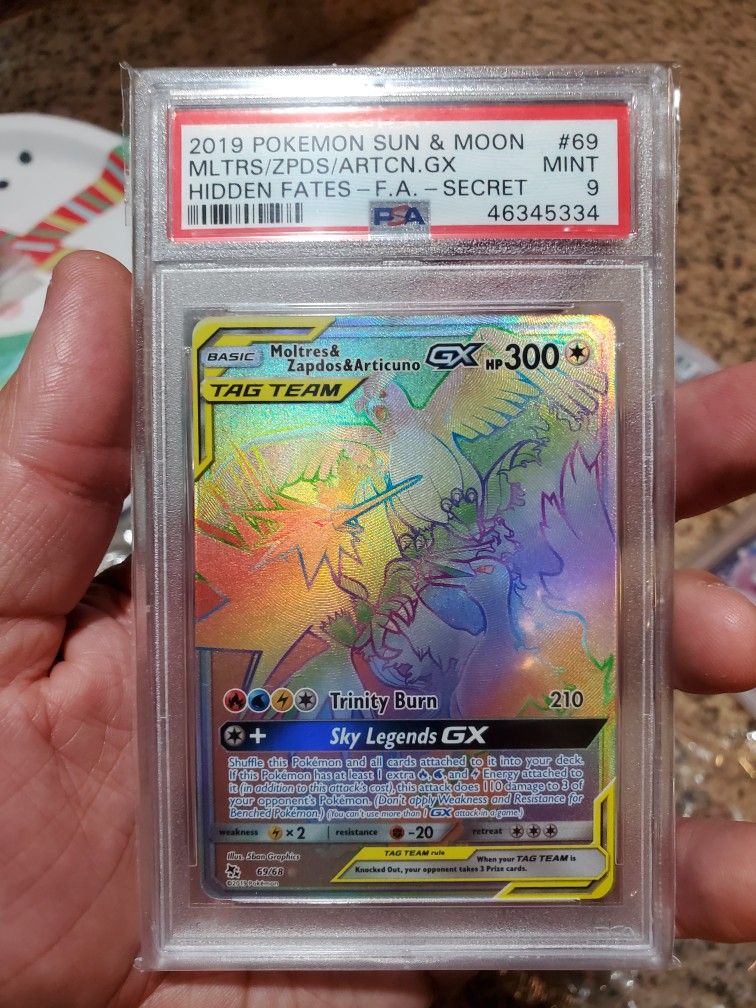 2019 POKEMON SUN & MOON #69
MLTRS/ZPDS/ARTCN.GX MINT
HIDDEN FATES-F.A.-SECRET 9
PSA 46345334
BASIC Moltres& Zapdos&Articuno GX HP300
TAG TEAM
Trinity Burn 210
+ Sky Legends GX
Shuffle this Pokémon and all cards attached to it into your deck.
If this Pokémon has at least 1 extra , , and Energy attached to
it (in addition to this attack's cost), this attack does 110 damage to 3 of
your opponent's Pokémon. (Don't apply Weakness and Resistance for
Benched Pokémon.) (You can't use more than 1 GX attack in a game.)
weakness ×2 resistance -20 retreat
Illus. 5ban Graphics TAG TEAM rule When your TAG TEAM is
69/68 Knocked Out, your opponent takes 3 Prize cards.
©2019 Pokémon